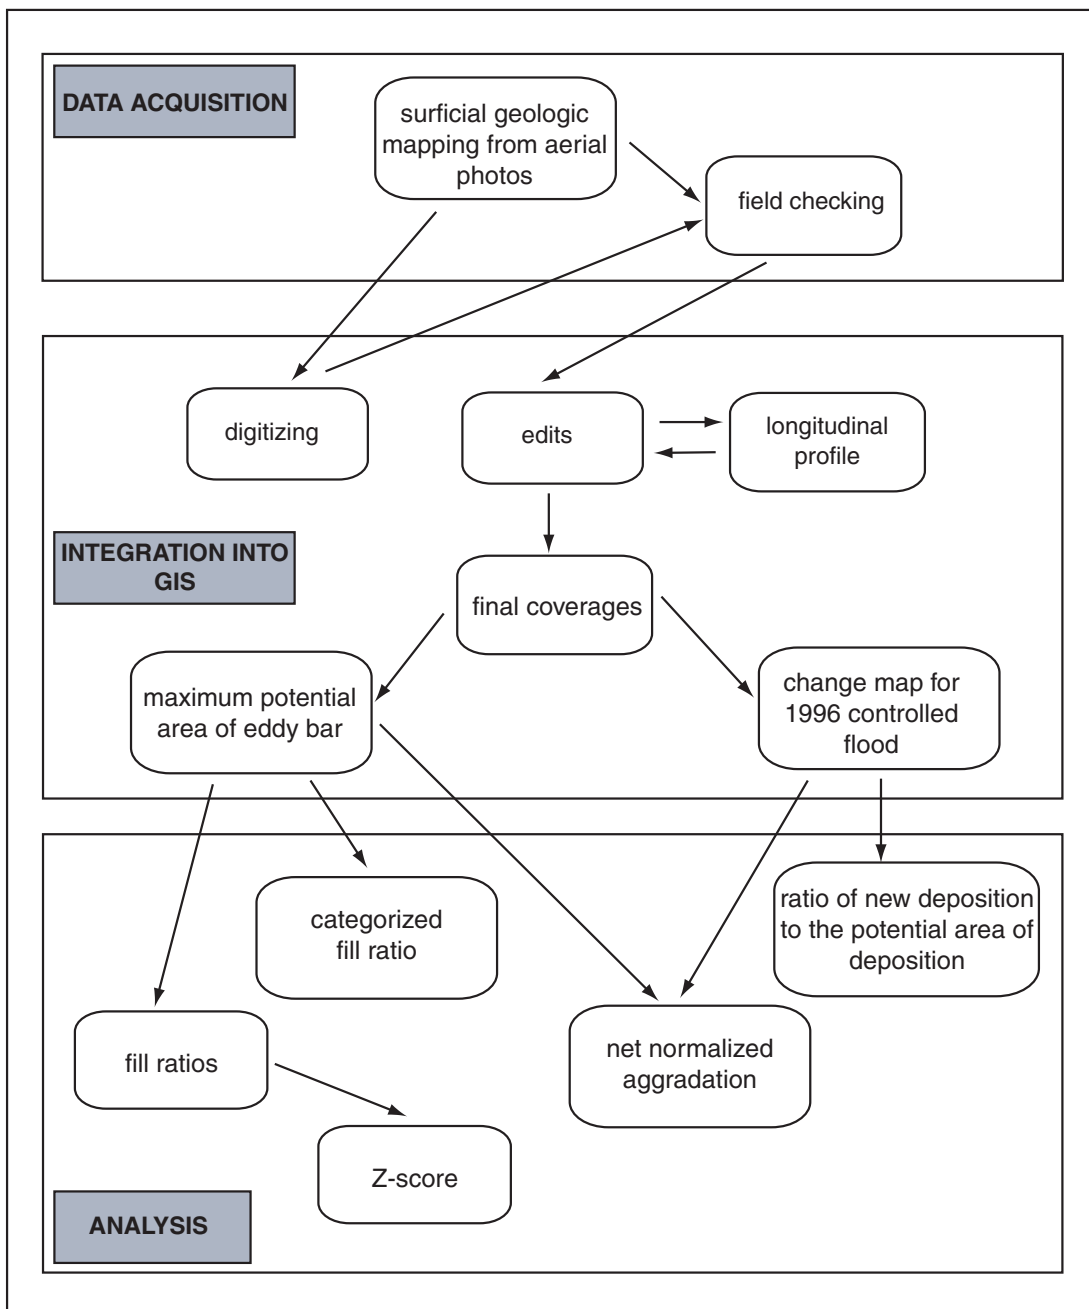 DATA ACQUISITION
surficial geologic
mapping from aerial
photos
field checking
digitizing
edits
longitudinal
profile
INTEGRATION INTO
GIS
final coverages
maximum potential
area of eddy bar
change map for
1996 controlled
flood
categorized
fill ratio
ratio of new deposition
to the potential area of
deposition
fill ratios
net normalized
aggradation
Z-score
ANALYSIS